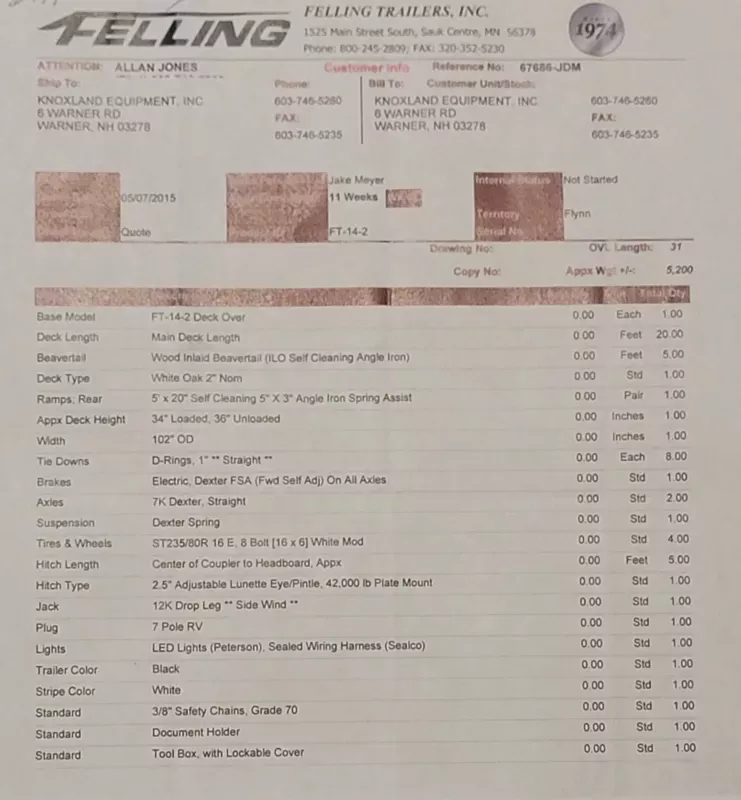 FELLING
FELLING TRAILERS, INC.
1525 Main Street South, Sauk Centre, MN 56378
Phone: 800-245-2809; FAX: 320-352-5230
1974
ATTENTION: ALLAN JONES Customer Info Reference No: 67686-JDM
Ship To: Phone: Bill To: Customer Unit/Stock:
KNOXLAND EQUIPMENT, INC 603-746-5260 KNOXLAND EQUIPMENT, INC 603-746-5260
6 WARNER RD FAX: 6 WARNER RD FAX:
WARNER, NH 03278 603-746-5235 WARNER, NH 03278 603-746-5235
Jake Meyer Internal Status Not Started
05/07/2015 11 Weeks
Territory Flynn
Quote FT-14-2 Serial No
Drawing No: OVL Length: 31
Copy No: Appx Wgt +/-: 5,200
Total Qty
Base Model FT-14-2 Deck Over 0.00 Each 1.00
Deck Length Main Deck Length 0.00 Feet 20.00
Beavertail Wood Inlaid Beavertail (ILO Self Cleaning Angle Iron) 0.00 Feet 5.00
Deck Type White Oak 2" Nom 0.00 Std 1.00
Ramps, Rear 5' x 20" Self Cleaning 5" X 3" Angle Iron Spring Assist 0.00 Pair 1.00
Appx Deck Height 34" Loaded, 36" Unloaded 0.00 Inches 1.00
Width 102" OD 0.00 Inches 1.00
Tie Downs D-Rings, 1" ** Straight ** 0.00 Each 8.00
Brakes Electric, Dexter FSA (Fwd Self Adj) On All Axles 0.00 Std 1.00
Axles 7K Dexter, Straight 0.00 Std 2.00
Suspension Dexter Spring 0.00 Std 1.00
Tires & Wheels ST235/80R 16 E, 8 Bolt [16 x 6] White Mod 0.00 Std 4.00
Hitch Length Center of Coupler to Headboard, Appx 0.00 Feet 5.00
Hitch Type 2.5" Adjustable Lunette Eye/Pintle, 42,000 lb Plate Mount 0.00 Std 1.00
Jack 12K Drop Leg ** Side Wind ** 0.00 Std 1.00
Plug 7 Pole RV 0.00 Std 1.00
Lights LED Lights (Peterson), Sealed Wiring Harness (Sealco) 0.00 Std 1.00
Trailer Color Black 0.00 Std 1.00
Stripe Color White 0.00 Std 1.00
Standard 3/8" Safety Chains, Grade 70 0.00 Std 1.00
Standard Document Holder 0.00 Std 1.00
Standard Tool Box, with Lockable Cover 0.00 Std 1.00